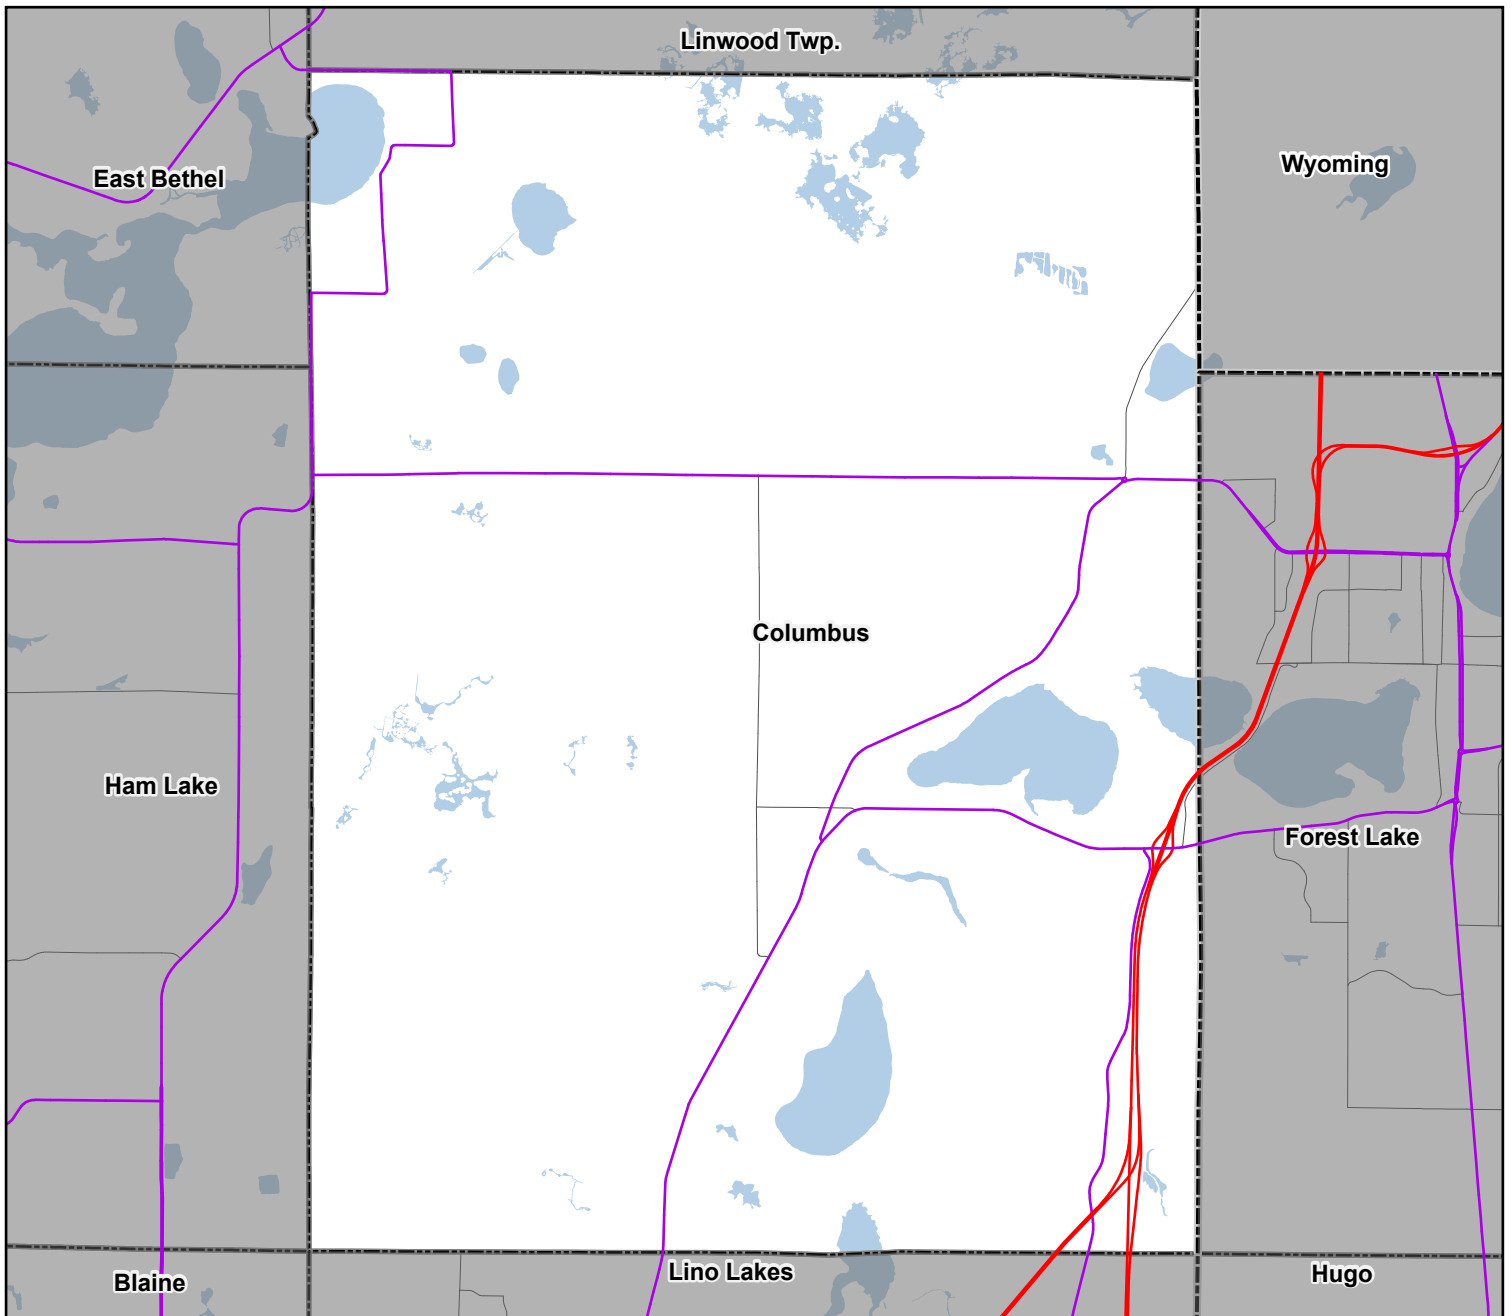 Linwood Twp.
Wyoming
East Bethel
Columbus
Ham Lake
Forest Lake
Lino Lakes
Hugo
Blaine